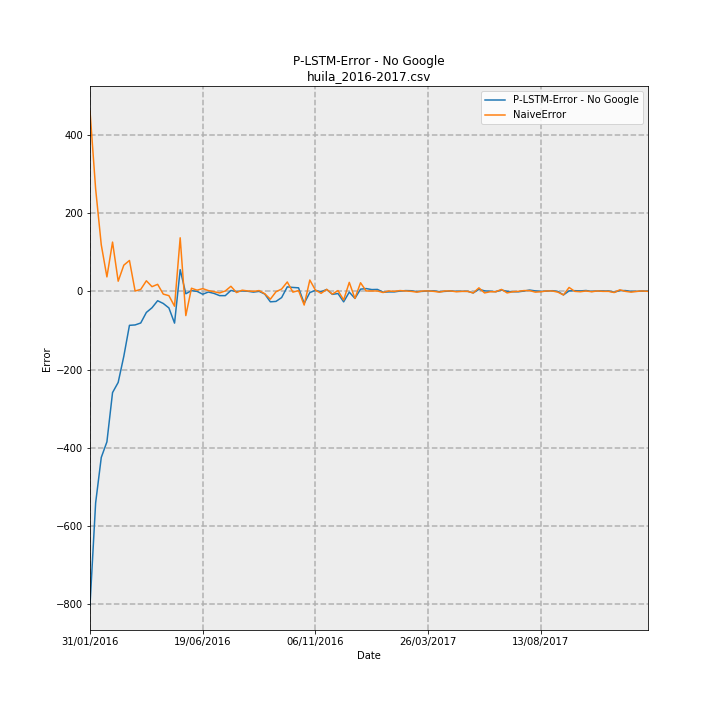 P-LSTM-Error - No Google
huila_2016-2017.csv
P-LSTM-Error - No Google
NaiveError
400
200
0
−200
−400
−600
−800
Error
31/01/2016
19/06/2016
06/11/2016
26/03/2017
13/08/2017
Date